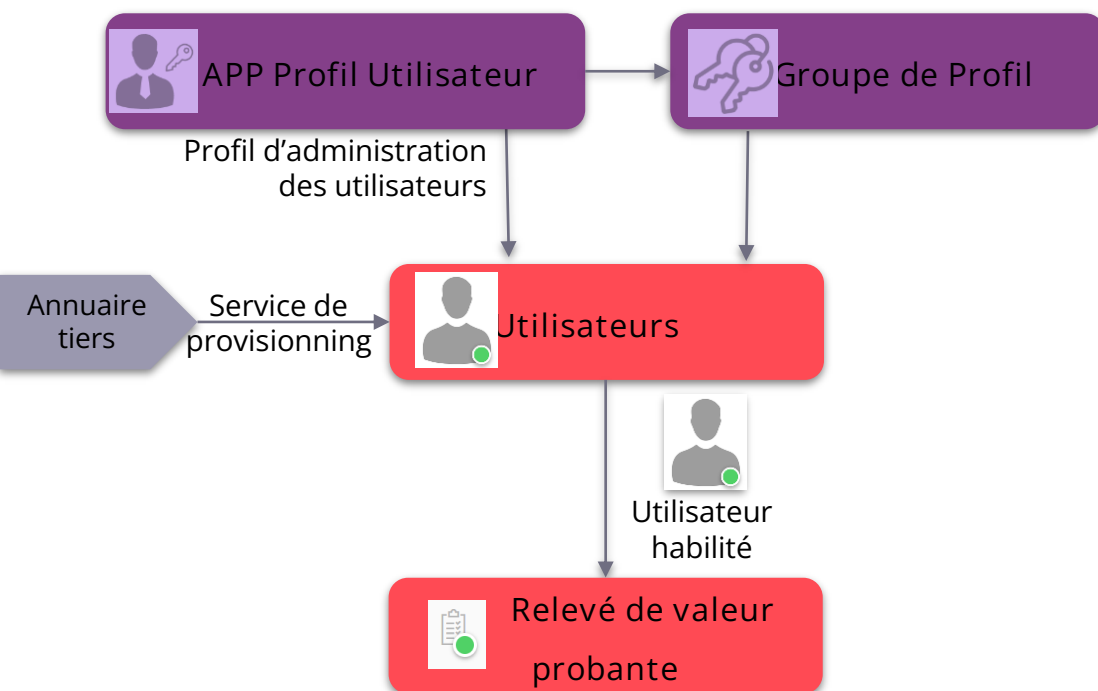 APP Profil Utilisateur
Groupe de Profil
Profil d’administration
des utilisateurs
Annuaire
tiers
Service de
provisionning
Utilisateurs
Utilisateur
habilité
Relevé de valeur
probante